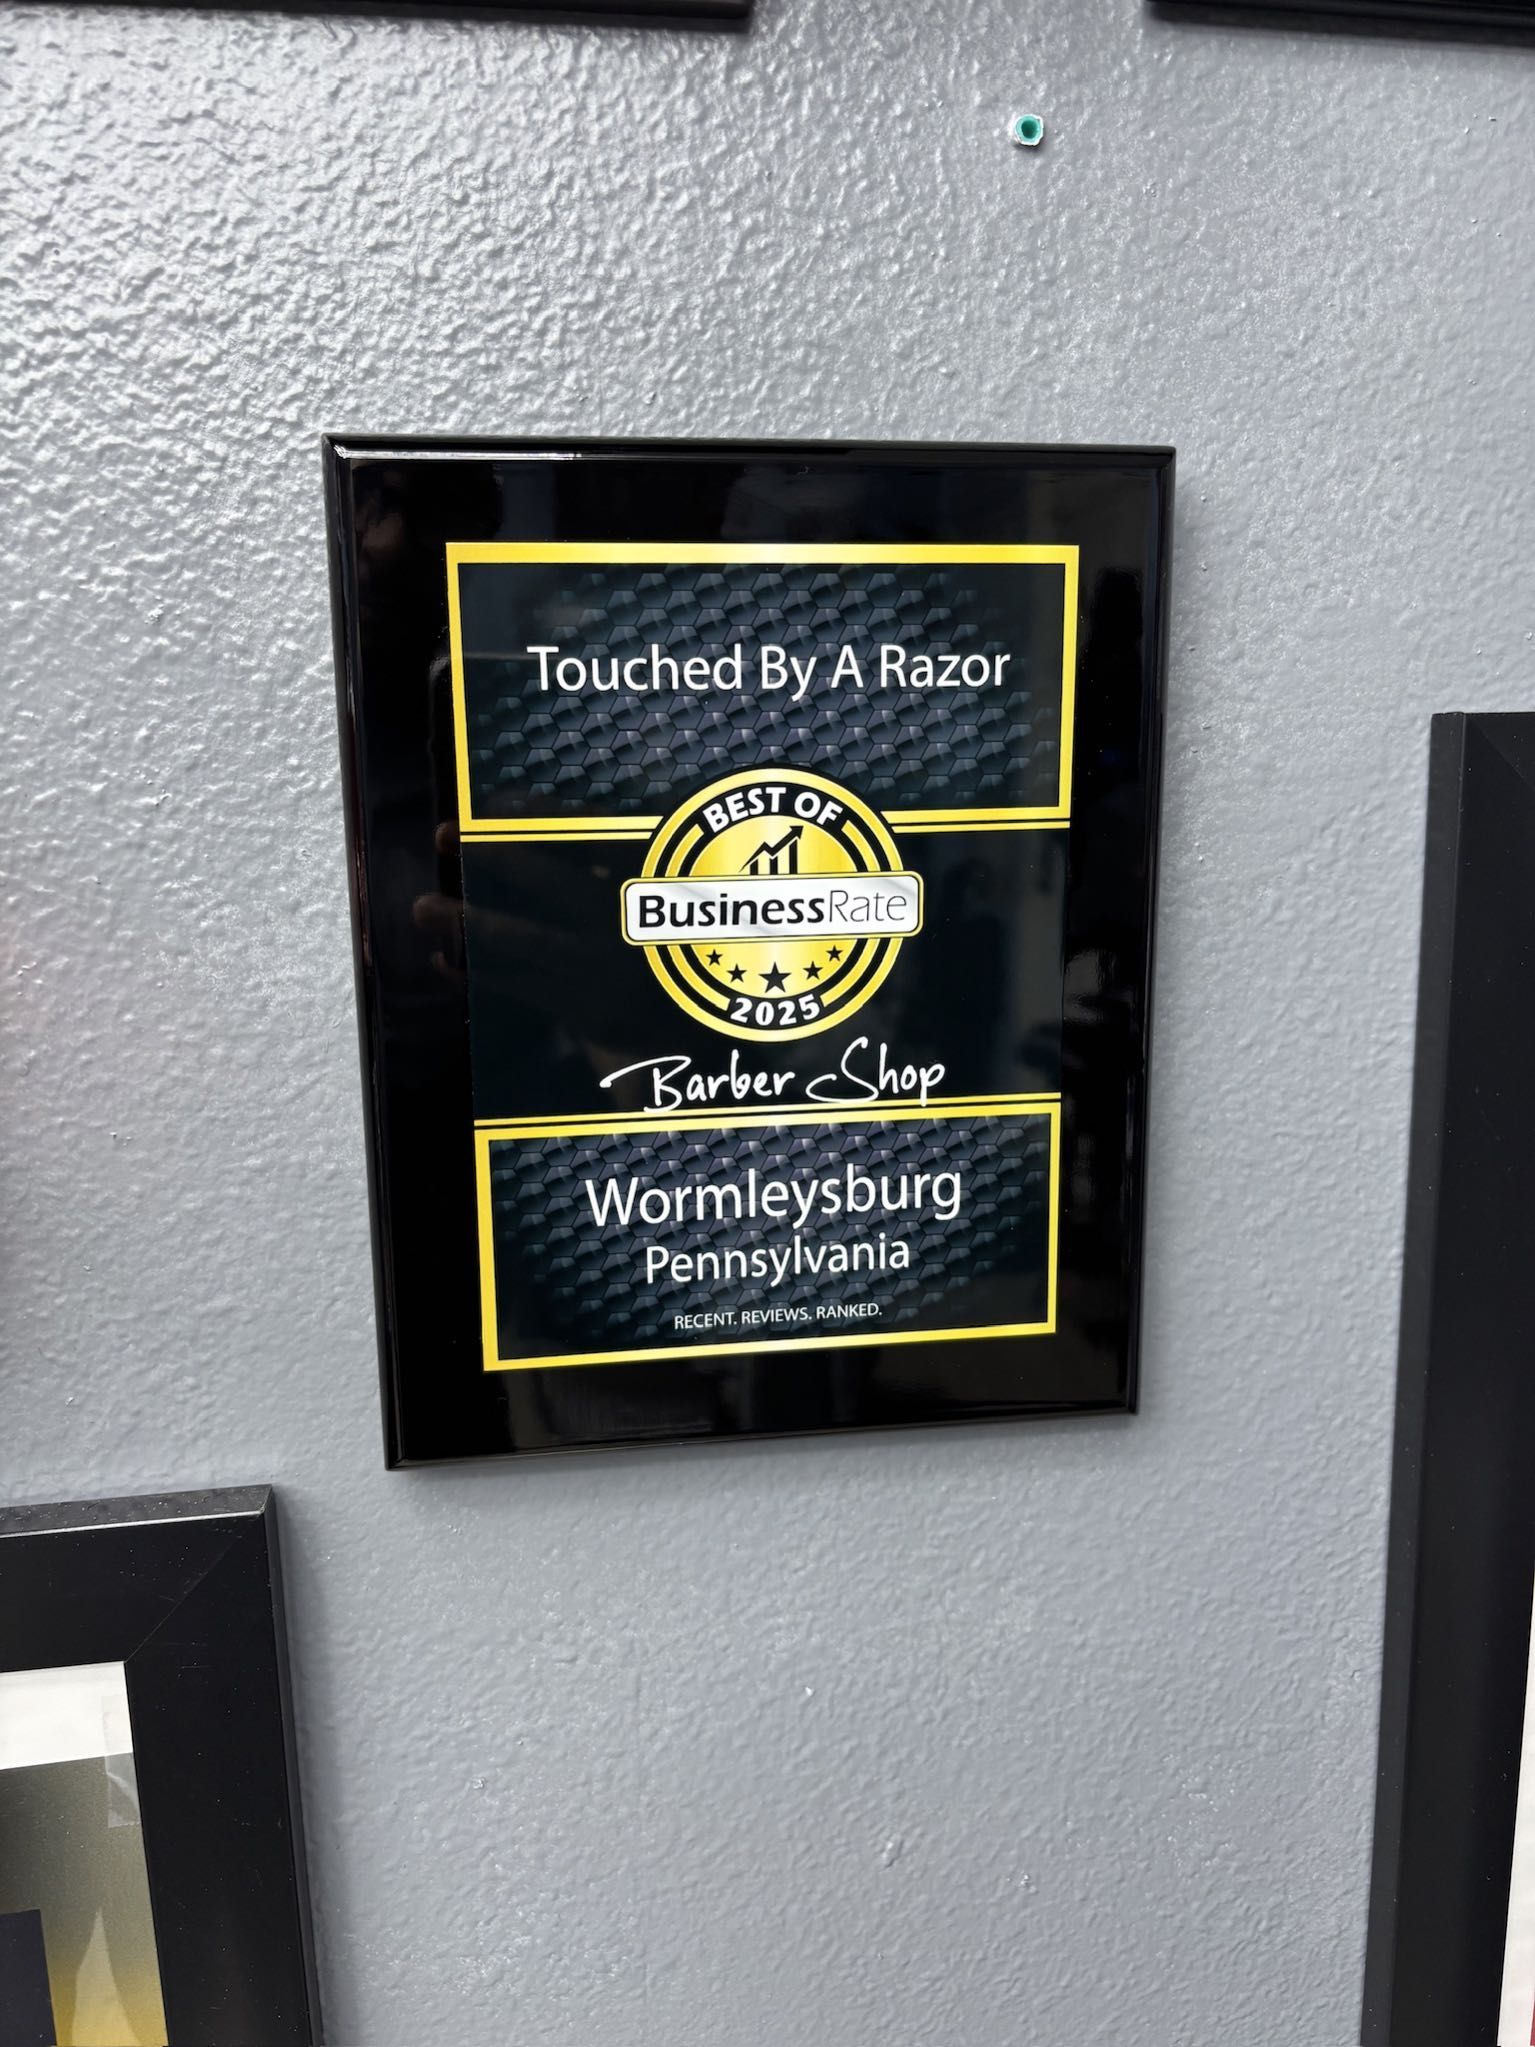 Touched By A Razor
BEST OF
BusinessRate
2025
Barber Shop
Wormleysburg
Pennsylvania
RECENT. REVIEWS. RANKED.